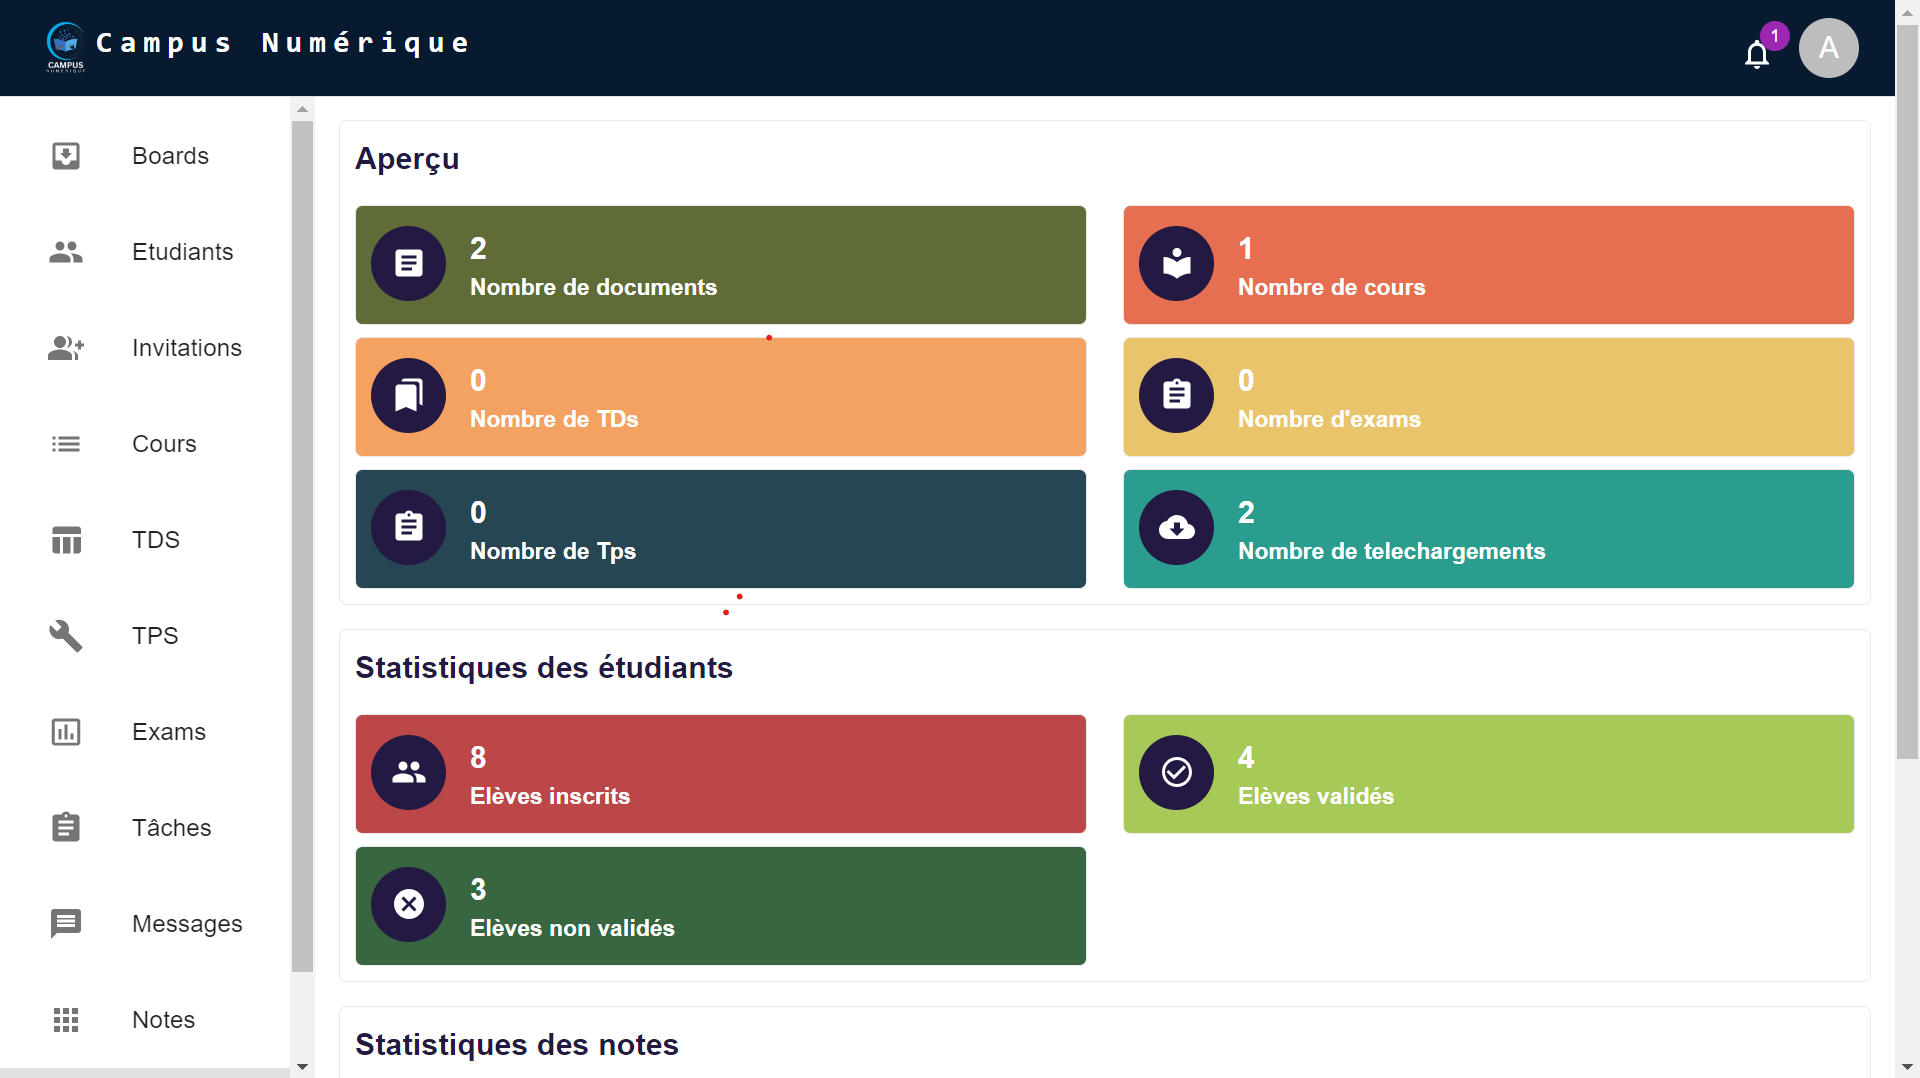 Campus Numérique
CAMPUS
NUMÉRIQUE
1
A
Boards
Etudiants
Invitations
Cours
TDS
TPS
Exams
Tâches
Messages
Notes
Aperçu
2
Nombre de documents
1
Nombre de cours
0
Nombre de TDs
0
Nombre d'exams
0
Nombre de Tps
2
Nombre de telechargements
Statistiques des étudiants
8
Elèves inscrits
4
Elèves validés
3
Elèves non validés
Statistiques des notes